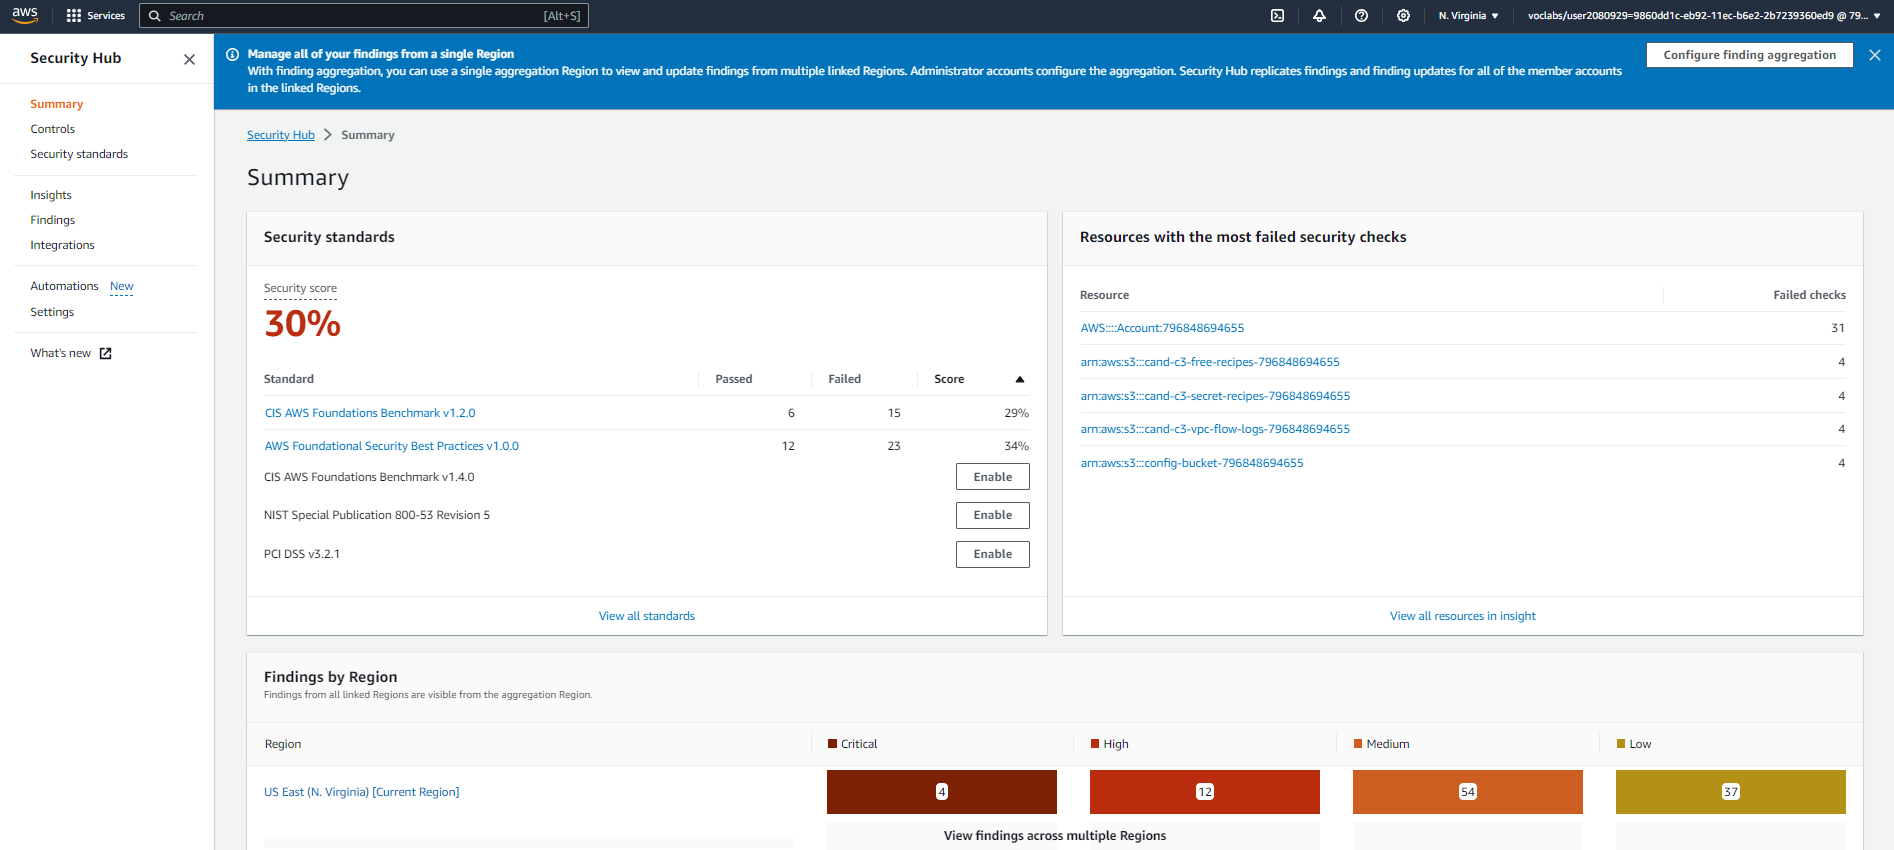 aws
Services
Search
[Alt+S]
N. Virginia
voclabs/user2080929=9860dd1c-eb92-11ec-b6e2-2b7239360ed9 @ 79...
Security Hub
Summary
Controls
Security standards
Insights
Findings
Integrations
Automations New
Settings
What's new
Manage all of your findings from a single Region
With finding aggregation, you can use a single aggregation Region to view and update findings from multiple linked Regions. Administrator accounts configure the aggregation. Security Hub replicates findings and finding updates for all of the member accounts
in the linked Regions.
Configure finding aggregation
Security Hub Summary
Summary
Security standards
Security score
30%
Standard Passed Failed Score
CIS AWS Foundations Benchmark v1.2.0 6 15 29%
AWS Foundational Security Best Practices v1.0.0 12 23 34%
CIS AWS Foundations Benchmark v1.4.0 Enable
NIST Special Publication 800-53 Revision 5 Enable
PCI DSS v3.2.1 Enable
View all standards
Resources with the most failed security checks
Resource Failed checks
AWS::::Account:796848694655 31
arn:aws:s3:::cand-c3-free-recipes-796848694655 4
arn:aws:s3:::cand-c3-secret-recipes-796848694655 4
arn:aws:s3:::cand-c3-vpc-flow-logs-796848694655 4
arn:aws:s3:::config-bucket-796848694655 4
View all resources in insight
Findings by Region
Findings from all linked Regions are visible from the aggregation Region.
Region Critical High Medium Low
US East (N. Virginia) [Current Region] 4 12 54 37
View findings across multiple Regions